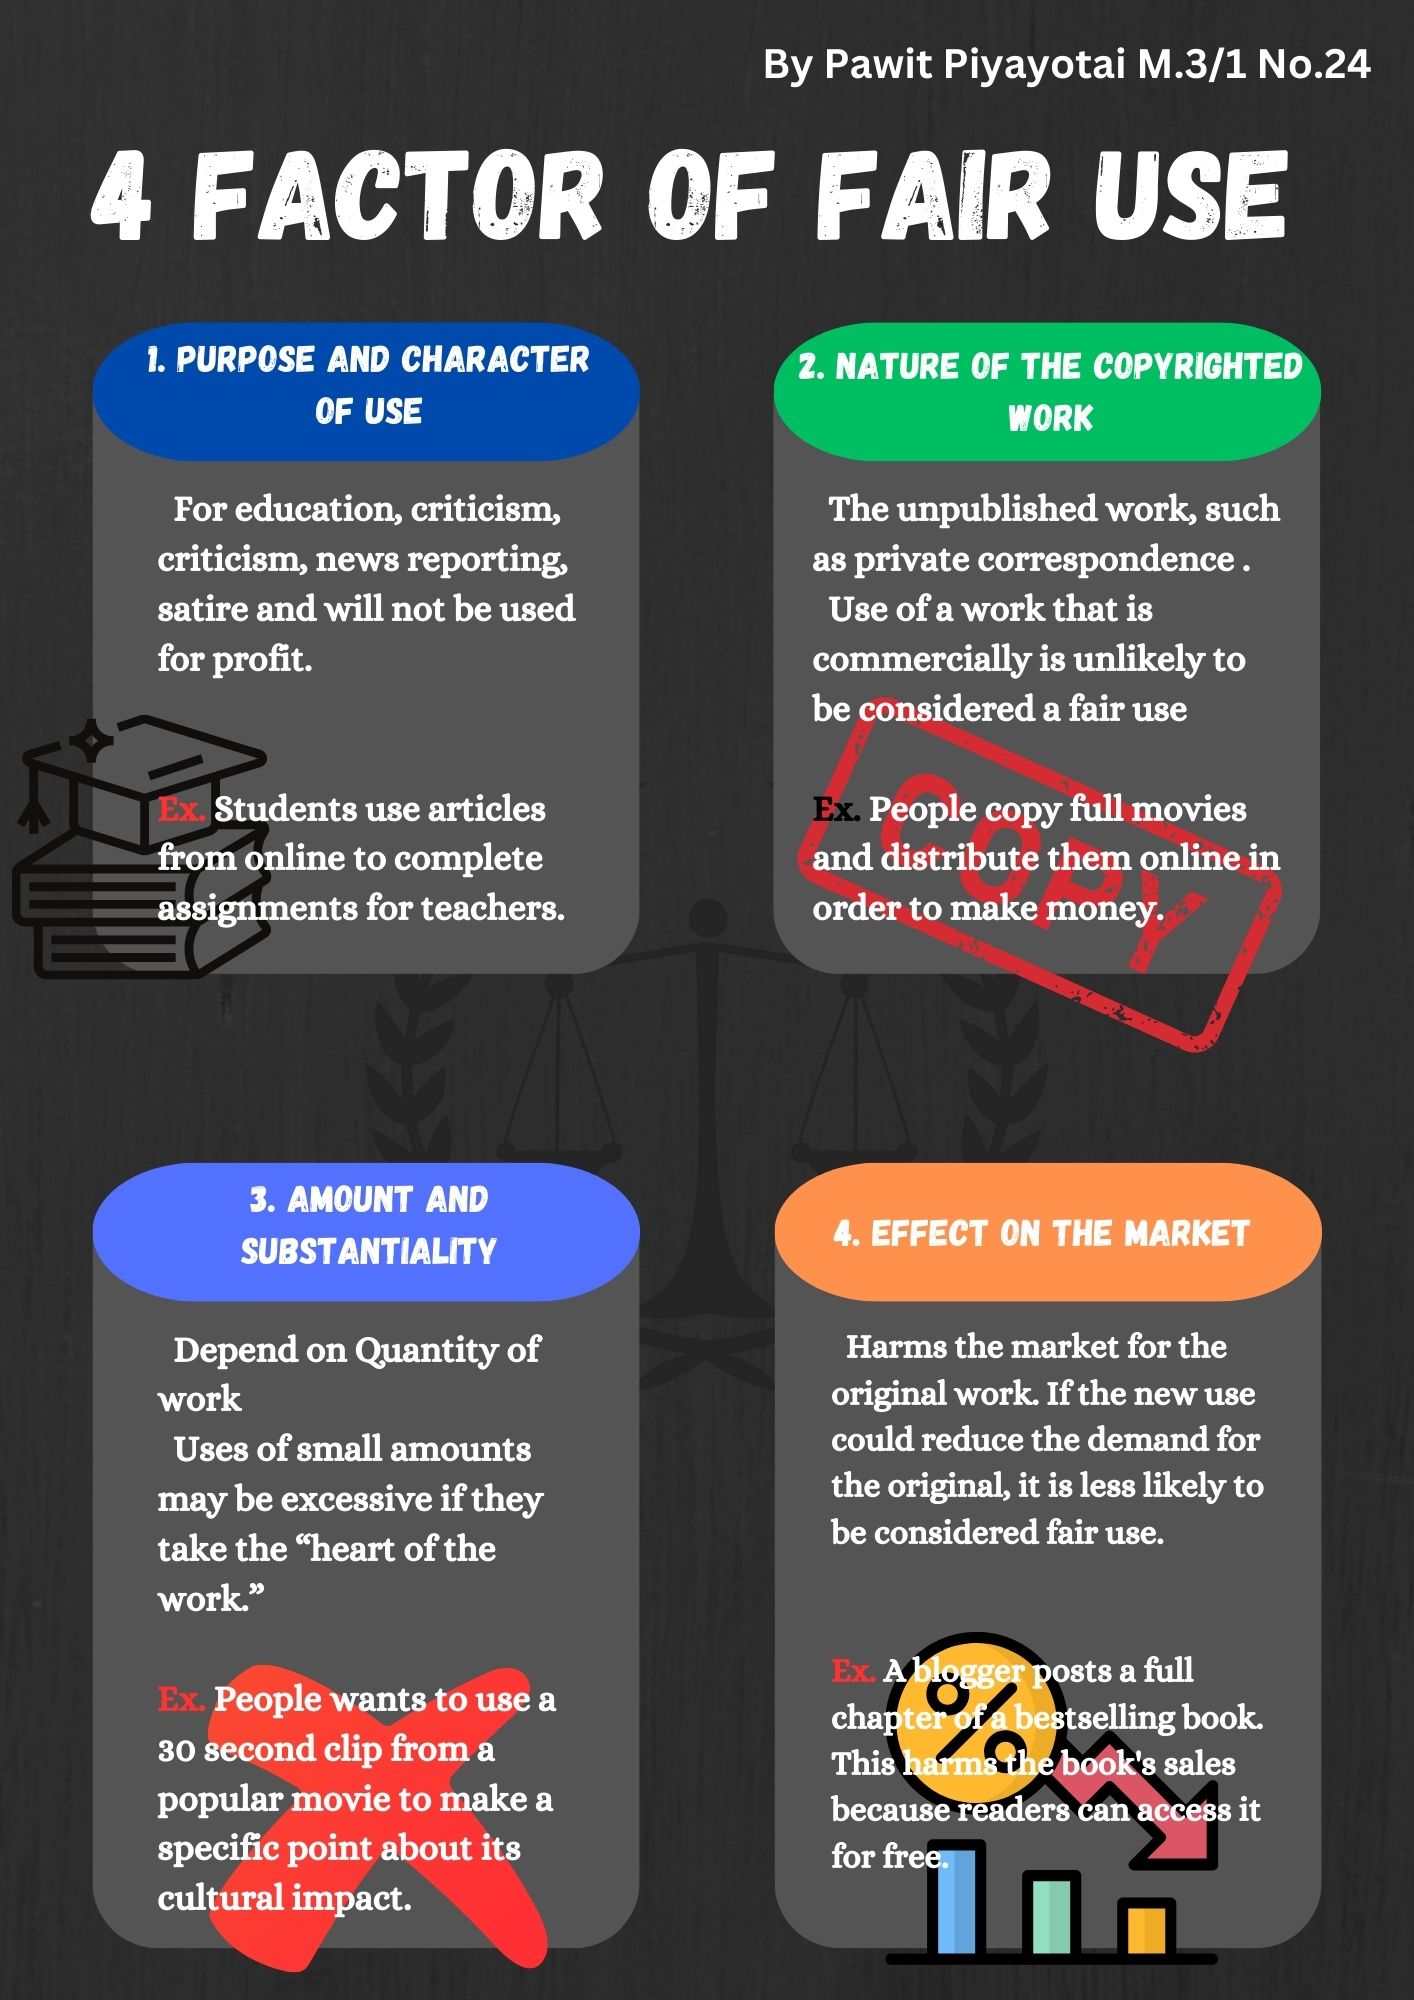 By Pawit Piyayotai M.3/1 No.24
4 FACTOR OF FAIR USE
1. PURPOSE AND CHARACTER
OF USE
For education, criticism,
criticism, news reporting,
satire and will not be used
for profit.
Ex. Students use articles
from online to complete
assignments for teachers.
2. NATURE OF THE COPYRIGHTED
WORK
The unpublished work, such
as private correspondence .
Use of a work that is
commercially is unlikely to
be considered a fair use
Ex. People copy full movies
and distribute them online in
order to make money.
COPY
3. AMOUNT AND
SUBSTANTIALITY
Depend on Quantity of
work
Uses of small amounts
may be excessive if they
take the “heart of the
work.”
Ex. People wants to use a
30 second clip from a
popular movie to make a
specific point about its
cultural impact.
4. EFFECT ON THE MARKET
Harms the market for the
original work. If the new use
could reduce the demand for
the original, it is less likely to
be considered fair use.
Ex. A blogger posts a full
chapter of a bestselling book.
This harms the book's sales
because readers can access it
for free.
%